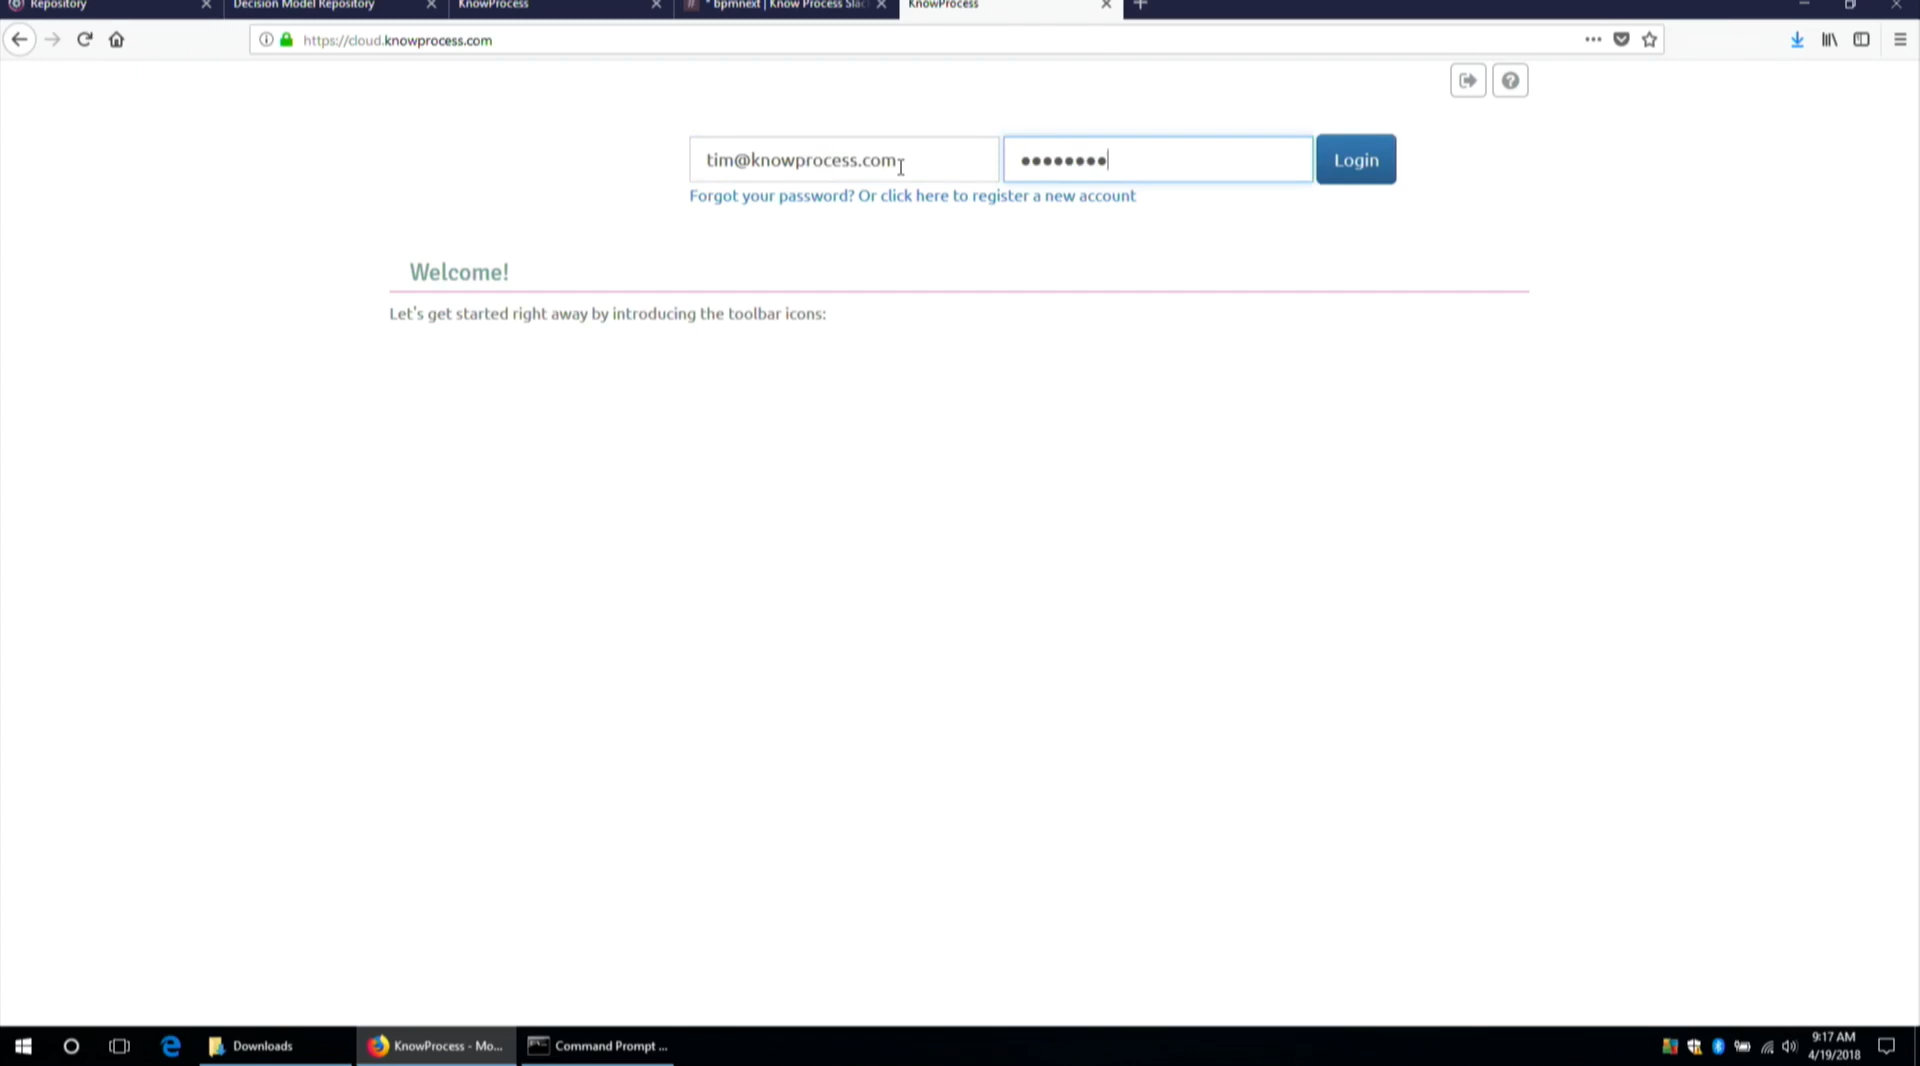 Repository
Decision Model Repository
KnowProcess
* bpmnext | Know Process Slac
KnowProcess
https://cloud.knowprocess.com
tim@knowprocess.com
Login
Forgot your password? Or click here to register a new account
Welcome!
Let's get started right away by introducing the toolbar icons:
Downloads
KnowProcess - Mo...
Command Prompt ...
9:17 AM
4/19/2018